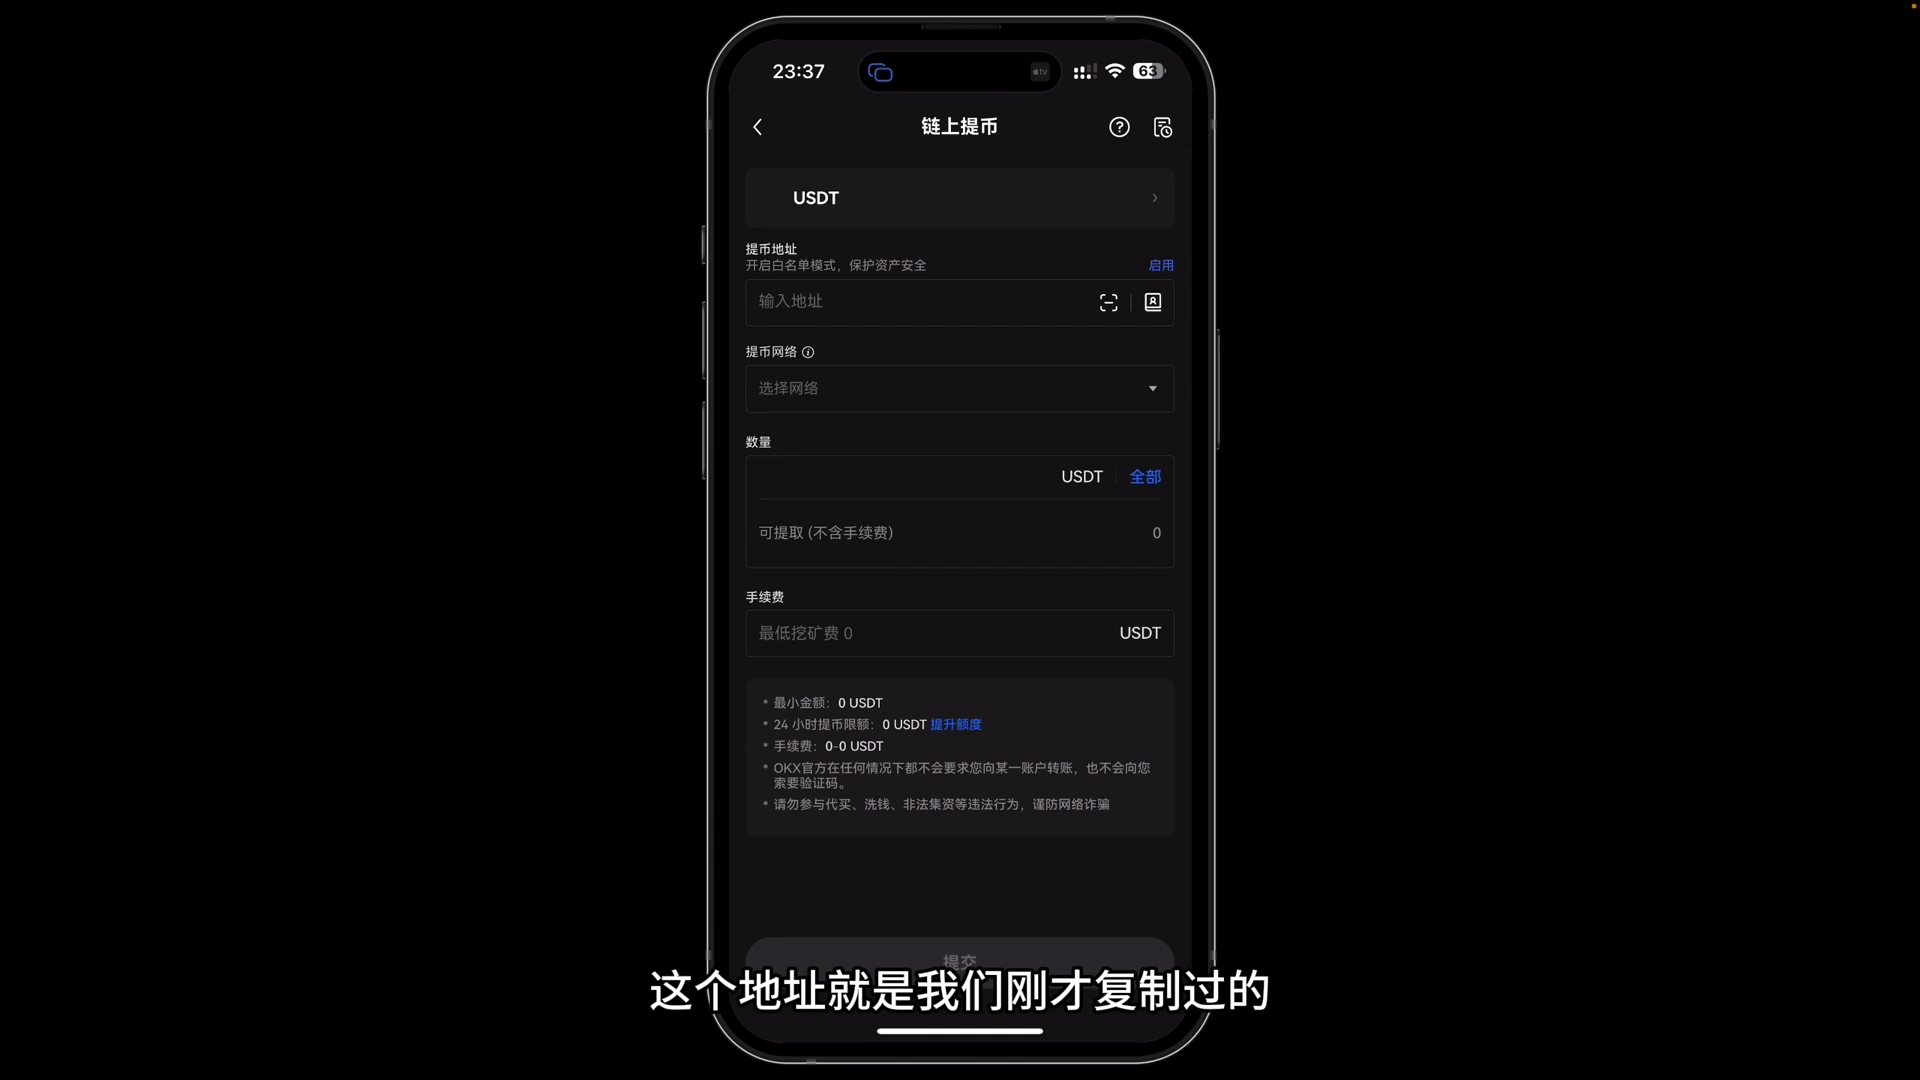 23:37
tv
63
链上提币
USDT
提币地址
开启白名单模式，保护资产安全
启用
输入地址
提币网络
选择网络
数量
USDT
全部
可提取 (不含手续费)
0
手续费
最低挖矿费 0
USDT
* 最小金额：0 USDT
* 24 小时提币限额：0 USDT 提升额度
* 手续费：0-0 USDT
* OKX官方在任何情况下都不会要求您向某一账户转账，也不会向您
索要验证码。
* 请勿参与代买、洗钱、非法集资等违法行为，谨防网络诈骗
提交
这个地址就是我们刚才复制过的